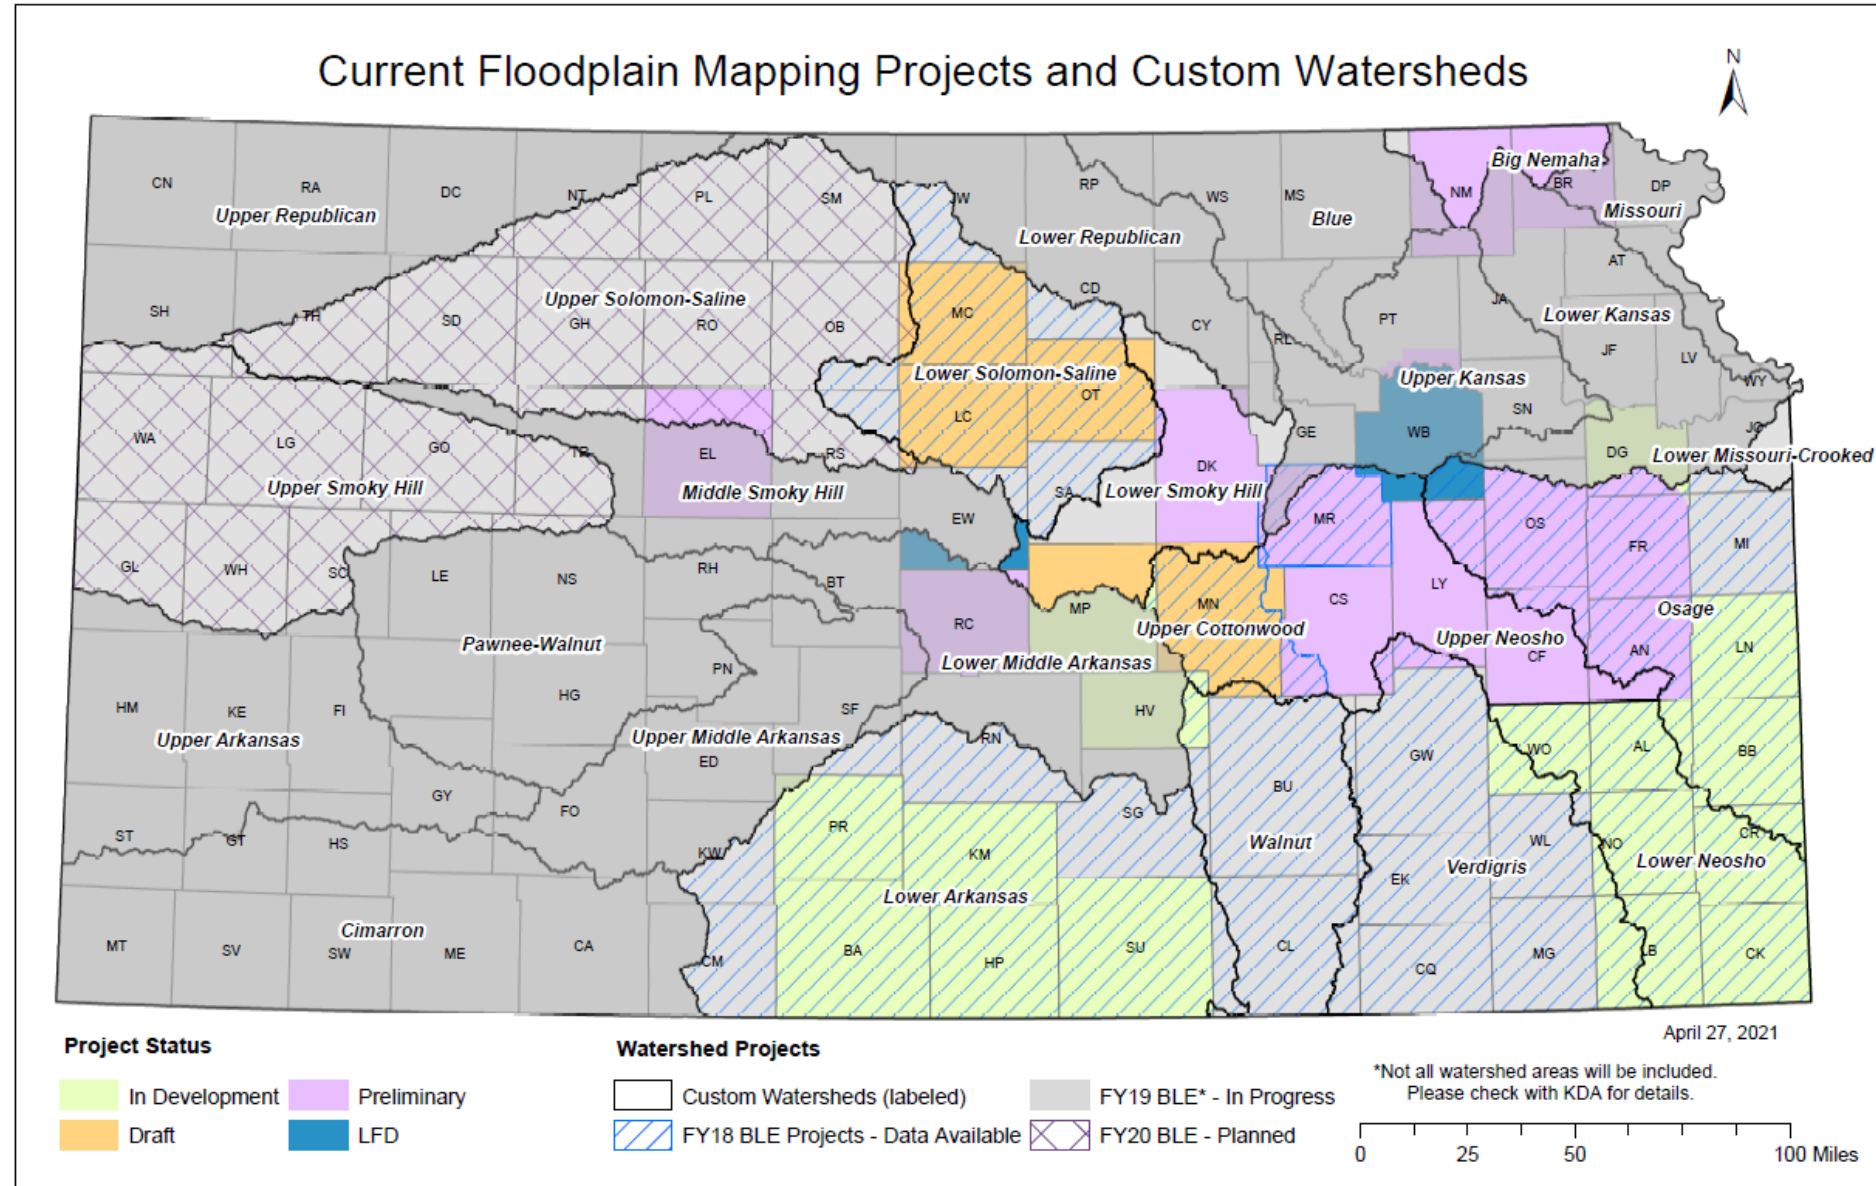 Current Floodplain Mapping Projects and Custom Watersheds
N
CN
RA
DC
NT
PL
SM
JW
RP
WS
MS
NM
BR
DP
Big Nemaha
Missouri
Upper Republican
Lower Republican
Blue
SH
TH
SD
GH
RO
OB
MC
CD
CY
RL
PT
JA
AT
JF
LV
WY
Upper Solomon-Saline
Lower Kansas
Lower Solomon-Saline
Upper Kansas
WA
LG
GO
TR
EL
RS
LC
OT
SA
DK
GE
WB
SN
DG
JO
Lower Missouri-Crooked
Upper Smoky Hill
Middle Smoky Hill
Lower Smoky Hill
EW
MR
OS
FR
MI
GL
WH
SC
LE
NS
RH
BT
RC
MP
MN
CS
LY
CF
AN
LN
Osage
Pawnee-Walnut
Lower Middle Arkansas
Upper Cottonwood
Upper Neosho
HM
KE
FI
HG
PN
SF
RN
HV
Upper Arkansas
Upper Middle Arkansas
ED
GY
FO
ST
GT
HS
KW
PR
KM
SG
BU
GW
WO
AL
BB
WL
NO
CR
EK
Walnut
Verdigris
Lower Neosho
Lower Arkansas
Cimarron
MT
SV
SW
ME
CA
CM
BA
HP
SU
CL
CQ
MG
LB
CK
April 27, 2021
Project Status
In Development
Preliminary
Draft
LFD
Watershed Projects
Custom Watersheds (labeled)
FY19 BLE* - In Progress
FY18 BLE Projects - Data Available
FY20 BLE - Planned
*Not all watershed areas will be included.
Please check with KDA for details.
0 25 50 100 Miles